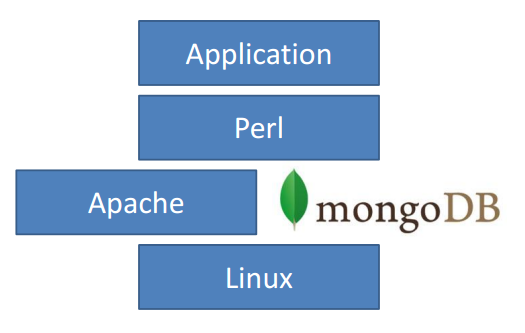 Application
Perl
Apache
mongoDB
Linux